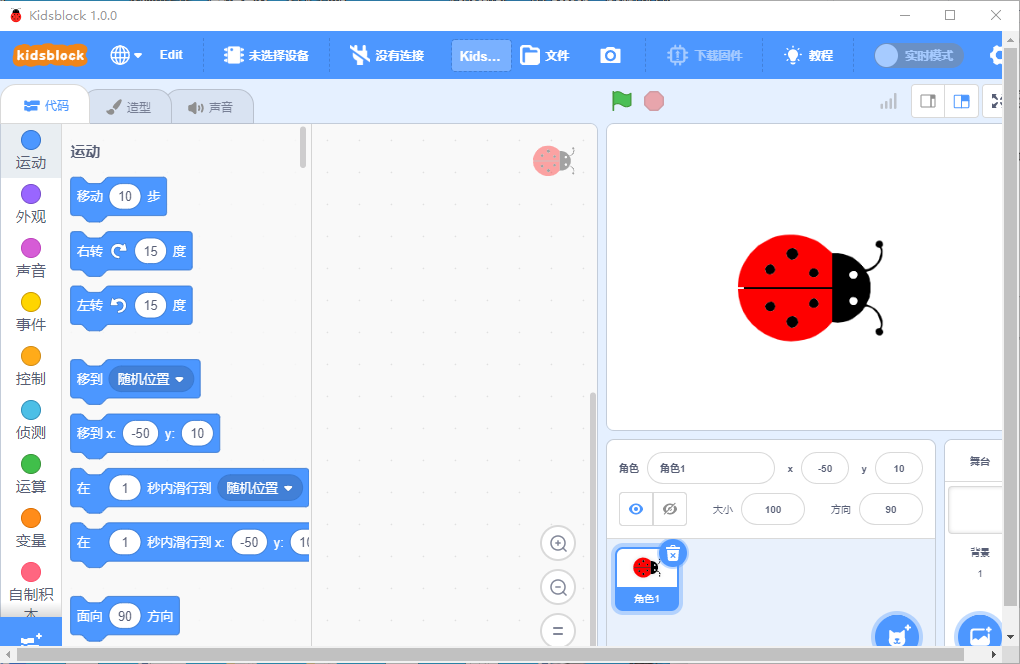 Kidsblock 1.0.0
kidsblock Edit 未选择设备 没有连接 Kids... 文件 下载固件 教程 实时模式
代码 造型 声音
运动
外观
声音
事件
控制
侦测
运算
变量
自制积
木
运动
移动 10 步
右转 15 度
左转 15 度
移到 随机位置
移到 x: -50 y: 10
在 1 秒内滑行到 随机位置
在 1 秒内滑行到 x: -50 y: 10
面向 90 方向
角色 角色1 x -50 y 10
大小 100 方向 90
角色1
舞台
背景
1